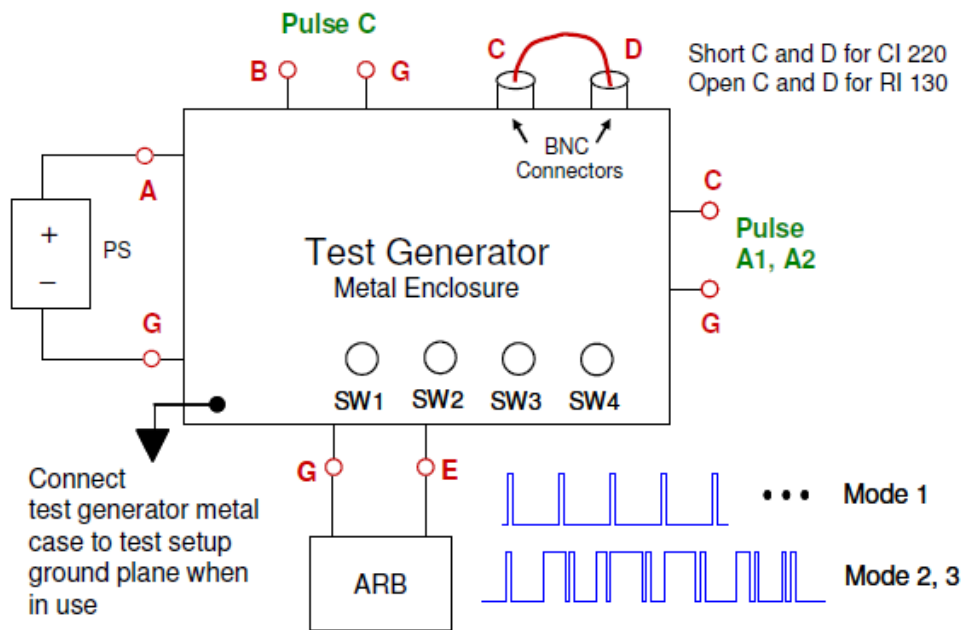 Pulse C
B
G
C
D
Short C and D for CI 220
Open C and D for RI 130
BNC
Connectors
A
+
−
PS
G
C
Pulse
A1, A2
G
Test Generator
Metal Enclosure
SW1
SW2
SW3
SW4
Connect
test generator metal
case to test setup
ground plane when
in use
G
E
ARB
Mode 1
Mode 2, 3